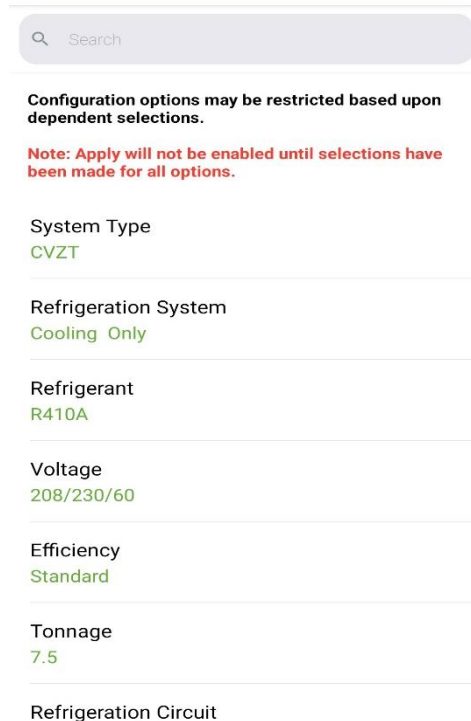 Search
Configuration options may be restricted based upon
dependent selections.
Note: Apply will not be enabled until selections have
been made for all options.
System Type
CVZT
Refrigeration System
Cooling Only
Refrigerant
R410A
Voltage
208/230/60
Efficiency
Standard
Tonnage
7.5
Refrigeration Circuit